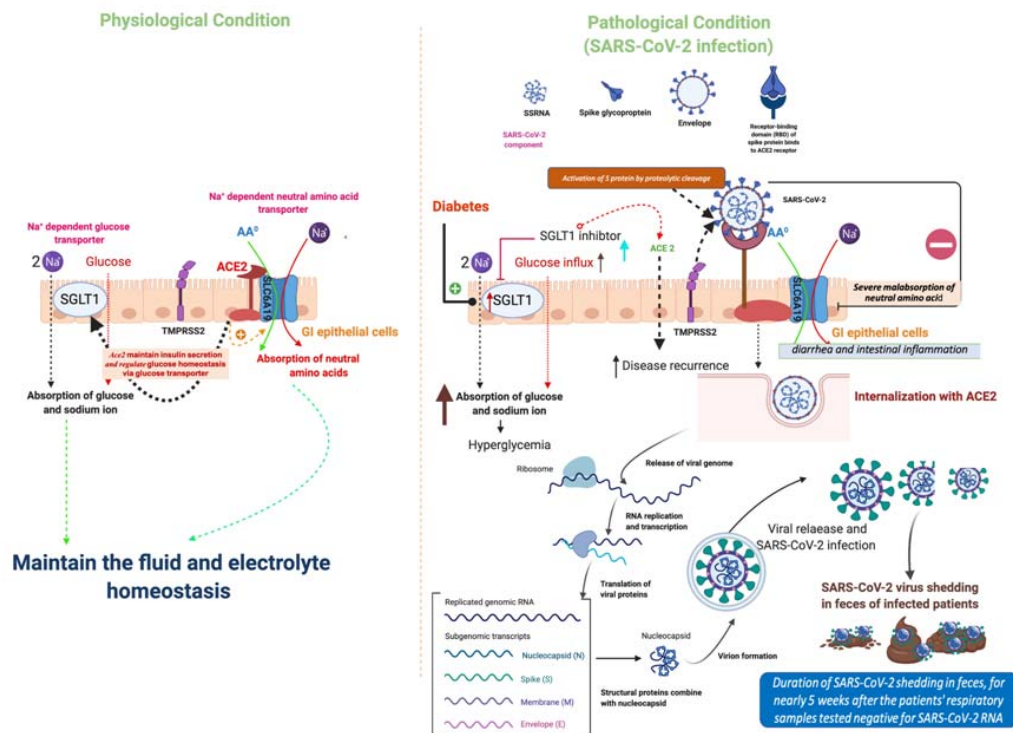 Physiological Condition
Na⁺ dependent neutral amino acid
transporter
Na⁺ dependent glucose
transporter
AA⁰
Na⁺
2 Na⁺
Glucose
ACE2
SLC6A19
SGLT1
TMPRSS2
GI epithelial cells
Ace2 maintain insulin secretion
and regulate glucose homeostasis
via glucose transporter
Absorption of neutral
amino acids
Absorption of glucose
and sodium ion
Maintain the fluid and electrolyte
homeostasis
Pathological Condition
(SARS-CoV-2 infection)
SSRNA
Spike glycoproptein
Envelope
Receptor-binding
domain (RBD) of
spike protein binds
to ACE2 receptor
SARS-CoV-2
component
Activation of S protein by proteolytic cleavage
SARS-CoV-2
Diabetes
SGLT1 inhibtor
ACE 2
AA⁰
Na⁺
2 Na⁺
Glucose influx
SGLT1
TMPRSS2
SLC6A19
Severe malabsorption of
neutral amino acid
GI epithelial cells
diarrhea and intestinal inflammation
Disease recurrence
Absorption of glucose
and sodium ion
Hyperglycemia
Internalization with ACE2
Release of viral genome
Ribosome
RNA replication
and transcription
Translation of
viral proteins
Viral relaease and
SARS-CoV-2 infection
SARS-CoV-2 virus shedding
in feces of infected patients
Replicated genomic RNA
Subgenomic transcripts
Nucleocapsid (N)
Spike (S)
Membrane (M)
Envelope (E)
Nucleocapsid
Virion formation
Structural proteins combine
with nucleocapsid
Duration of SARS-CoV-2 shedding in feces, for
nearly 5 weeks after the patients' respiratory
samples tested negative for SARS-CoV-2 RNA